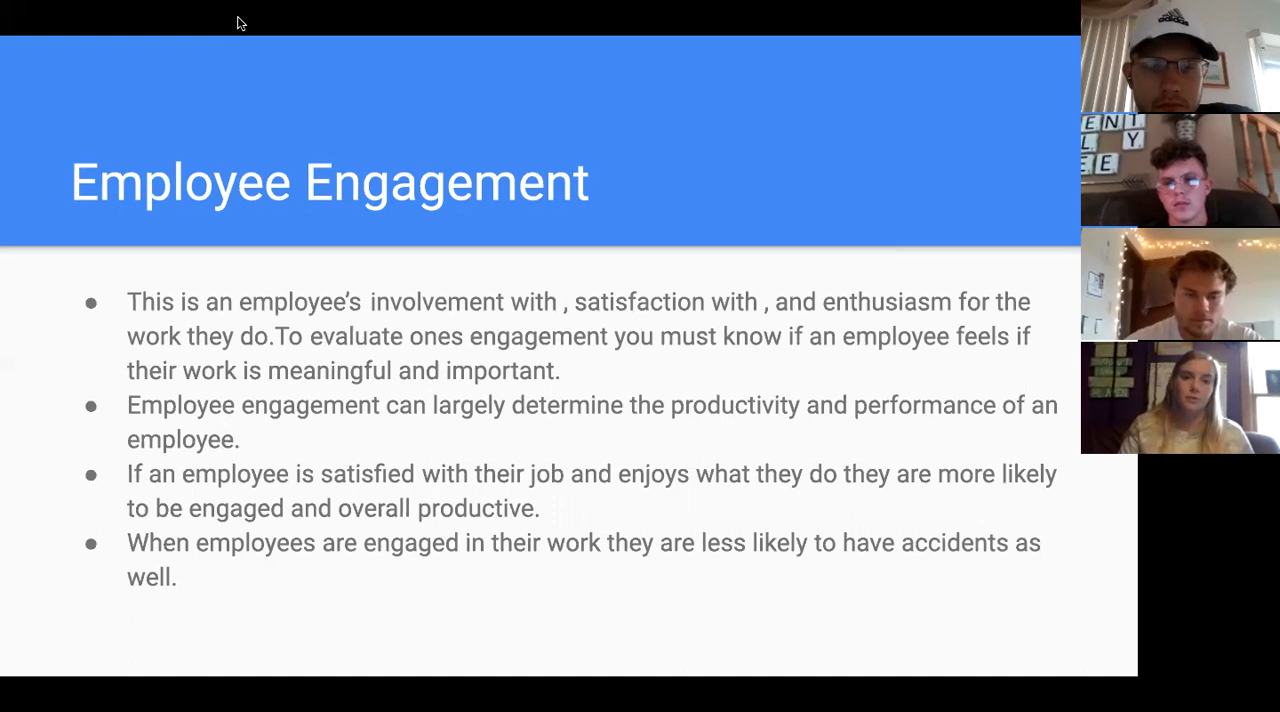 Employee Engagement
● This is an employee's involvement with , satisfaction with , and enthusiasm for the
work they do.To evaluate ones engagement you must know if an employee feels if
their work is meaningful and important.
● Employee engagement can largely determine the productivity and performance of an
employee.
● If an employee is satisfied with their job and enjoys what they do they are more likely
to be engaged and overall productive.
● When employees are engaged in their work they are less likely to have accidents as
well.
adidas
ENT
L Y
EE